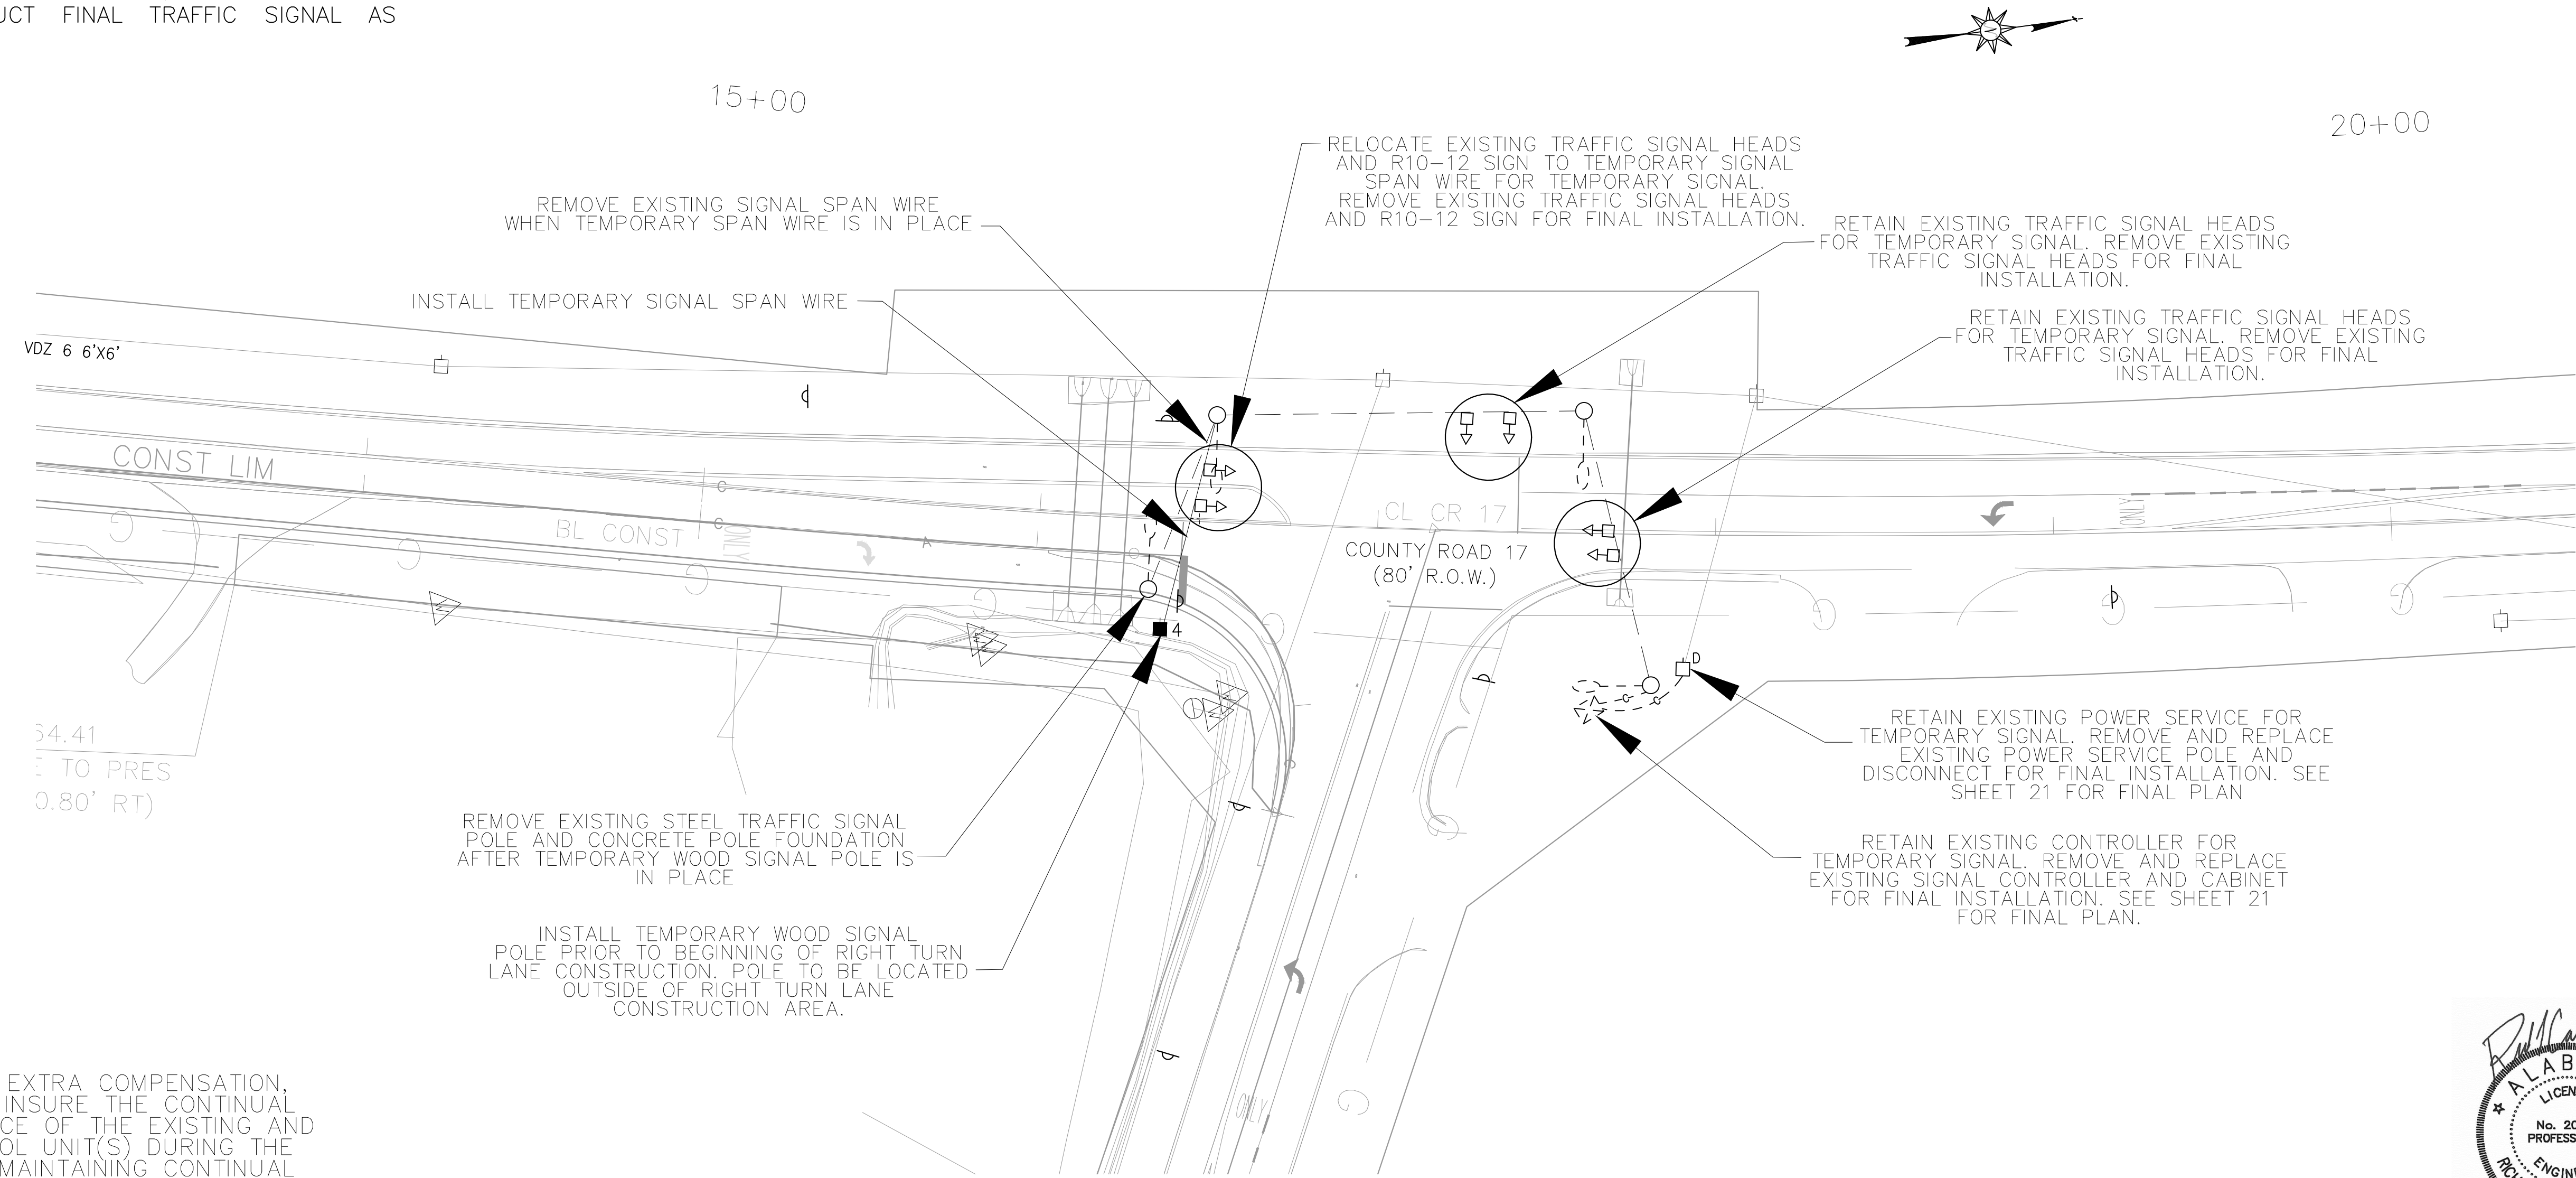 UCT FINAL TRAFFIC SIGNAL AS
15+00
20+00
RELOCATE EXISTING TRAFFIC SIGNAL HEADS
AND R10-12 SIGN TO TEMPORARY SIGNAL
SPAN WIRE FOR TEMPORARY SIGNAL.
REMOVE EXISTING TRAFFIC SIGNAL HEADS
AND R10-12 SIGN FOR FINAL INSTALLATION.
REMOVE EXISTING SIGNAL SPAN WIRE
WHEN TEMPORARY SPAN WIRE IS IN PLACE
RETAIN EXISTING TRAFFIC SIGNAL HEADS
FOR TEMPORARY SIGNAL. REMOVE EXISTING
TRAFFIC SIGNAL HEADS FOR FINAL
INSTALLATION.
INSTALL TEMPORARY SIGNAL SPAN WIRE
RETAIN EXISTING TRAFFIC SIGNAL HEADS
FOR TEMPORARY SIGNAL. REMOVE EXISTING
TRAFFIC SIGNAL HEADS FOR FINAL
INSTALLATION.
VDZ 6 6'X6'
CONST LIM
C
C
BL CONST
ONLY
A
CL CR 17
COUNTY ROAD 17
(80' R.O.W.)
ONLY
G
G
G
G
G
G
G
G
4
D
C
C
64.41
E TO PRES
0.80' RT)
RETAIN EXISTING POWER SERVICE FOR
TEMPORARY SIGNAL. REMOVE AND REPLACE
EXISTING POWER SERVICE POLE AND
DISCONNECT FOR FINAL INSTALLATION. SEE
SHEET 21 FOR FINAL PLAN
REMOVE EXISTING STEEL TRAFFIC SIGNAL
POLE AND CONCRETE POLE FOUNDATION
AFTER TEMPORARY WOOD SIGNAL POLE IS
IN PLACE
RETAIN EXISTING CONTROLLER FOR
TEMPORARY SIGNAL. REMOVE AND REPLACE
EXISTING SIGNAL CONTROLLER AND CABINET
FOR FINAL INSTALLATION. SEE SHEET 21
FOR FINAL PLAN.
INSTALL TEMPORARY WOOD SIGNAL
POLE PRIOR TO BEGINNING OF RIGHT TURN
LANE CONSTRUCTION. POLE TO BE LOCATED
OUTSIDE OF RIGHT TURN LANE
CONSTRUCTION AREA.
ONLY
G
EXTRA COMPENSATION,
INSURE THE CONTINUAL
CE OF THE EXISTING AND
OL UNIT(S) DURING THE
MAINTAINING CONTINUAL
ALAB
LICEN
No. 20
PROFESS
ENGIN
RIC